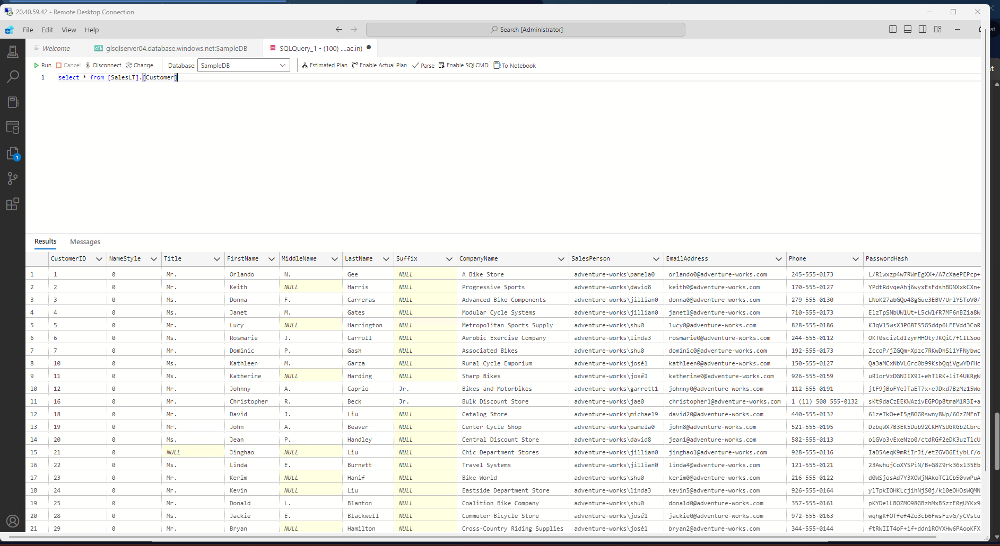 20.40.59.42 - Remote Desktop Connection
File Edit View Help
Search [Administrator]
Welcome glsqlserver04.database.windows.net:SampleDB SQLQuery_1 - (100) ....ac.in)
Run Cancel Disconnect Change Database: SampleDB Estimated Plan Enable Actual Plan Parse Enable SQLCMD To Notebook
1 select * from [SalesLT].[Customer]
1
Results Messages
CustomerID NameStyle Title FirstName MiddleName LastName Suffix CompanyName SalesPerson EmailAddress Phone PasswordHash
1 1 0 Mr. Orlando N. Gee NULL A Bike Store adventure-works\pamela0 orlando0@adventure-works.com 245-555-0173 L/Rlwxzp4w7RWmEgXX+/A7cXaePEPcp+
2 2 0 Mr. Keith NULL Harris NULL Progressive Sports adventure-works\david8 keith0@adventure-works.com 170-555-0127 YPdtRdvqeAhj6wyxEsFdshBDNXxkCXn+
3 3 0 Ms. Donna F. Carreras NULL Advanced Bike Components adventure-works\jillian0 donna0@adventure-works.com 279-555-0130 LNoK27abGQo48gGue3EBV/UrlYSToV0/
4 4 0 Ms. Janet M. Gates NULL Modular Cycle Systems adventure-works\jillian0 janet1@adventure-works.com 710-555-0173 ElzTpSNbUW1Ut+L5cWlfR7MF6nBZia8W
5 5 0 Mr. Lucy NULL Harrington NULL Metropolitan Sports Supply adventure-works\shu0 lucy0@adventure-works.com 828-555-0186 KJqV15wsX3PG8TS5GSddp6LFFVdd3CoR
6 6 0 Ms. Rosmarie J. Carroll NULL Aerobic Exercise Company adventure-works\linda3 rosmarie0@adventure-works.com 244-555-0112 OKT0scizCdIzymHHOtyJKQiC/fCILSoo
7 7 0 Mr. Dominic P. Gash NULL Associated Bikes adventure-works\shu0 dominic0@adventure-works.com 192-555-0173 ZccoP/jZGQm+Xpzc7RKwDhS11YFNybwc
8 10 0 Ms. Kathleen M. Garza NULL Rural Cycle Emporium adventure-works\josé1 kathleen0@adventure-works.com 150-555-0127 Qa3aMCxNbVLGrc0b99KsbQqiVgwYDfHc
9 11 0 Ms. Katherine NULL Harding NULL Sharp Bikes adventure-works\josé1 katherine0@adventure-works.com 926-555-0159 uRlorVzDGNJIX9I+ehTlRK+liT4UKRgW
10 12 0 Mr. Johnny A. Caprio Jr. Bikes and Motorbikes adventure-works\garrett1 johnny0@adventure-works.com 112-555-0191 jtF9jBoFYeJTaET7x+eJDkd7BzMz15Wo
11 16 0 Mr. Christopher R. Beck Jr. Bulk Discount Store adventure-works\jae0 christopher1@adventure-works.com 1 (11) 500 555-0132 sKt9daCzEEKWAzivEGPOp8tmaM1R3I+a
12 18 0 Mr. David J. Liu NULL Catalog Store adventure-works\michael9 david20@adventure-works.com 440-555-0132 61zeTkO+eI5g8GG0swny8Wp/6GzZMFnT
13 19 0 Mr. John A. Beaver NULL Center Cycle Shop adventure-works\pamela0 john8@adventure-works.com 521-555-0195 DzbqWX7B3EK5Dub92CKHYSUGKGbZCbrc
14 20 0 Ms. Jean P. Handley NULL Central Discount Store adventure-works\david8 jean1@adventure-works.com 582-555-0113 o1GVo3vExeNzo0/ctdRGf2eDK3uzTlcU
15 21 0 NULL Jinghao NULL Liu NULL Chic Department Stores adventure-works\jillian0 jinghao1@adventure-works.com 928-555-0116 IaD5AeqK9mRiIrJi/etZGVO6EiybLf/o
16 22 0 Ms. Linda E. Burnett NULL Travel Systems adventure-works\jillian0 linda4@adventure-works.com 121-555-0121 23AwhujCoXYSPiN/B+G8Z9rk36xl35Eb
17 23 0 Mr. Kerim NULL Hanif NULL Bike World adventure-works\shu0 kerim0@adventure-works.com 216-555-0122 d0WSjosAd7Y3XOWjNAkoTClCb50vwPuA
18 24 0 Mr. Kevin NULL Liu NULL Eastside Department Store adventure-works\linda3 kevin5@adventure-works.com 926-555-0164 ylTpkIOHKLcjihNjS0j/k10eOHOsWQMN
19 25 0 Mr. Donald L. Blanton NULL Coalition Bike Company adventure-works\shu0 donald0@adventure-works.com 357-555-0161 pKYDelLBOZMO98GBzhMxBSzzE0gUYKx9
20 28 0 Ms. Jackie E. Blackwell NULL Commuter Bicycle Store adventure-works\josé1 jackie0@adventure-works.com 972-555-0163 wqhgKfOTfef4Zo3cb6FwsFzvG/yCVstu
21 29 0 Mr. Bryan NULL Hamilton NULL Cross-Country Riding Supplies adventure-works\josé1 bryan2@adventure-works.com 344-555-0144 ftRWIIT4oF+if+ddn1ROYXHw6PAooKFX